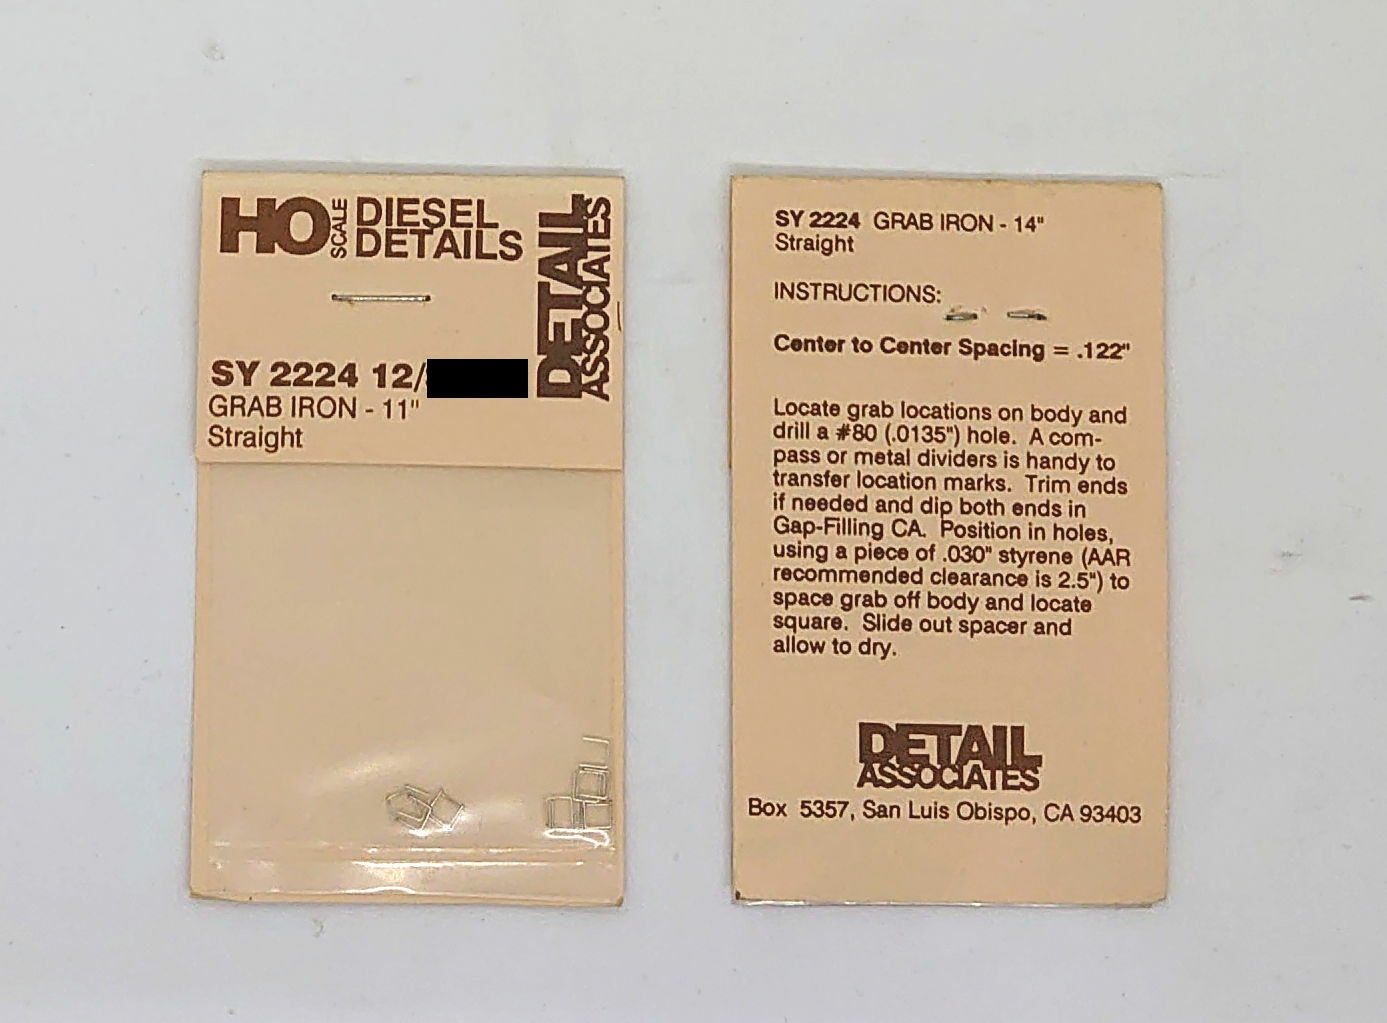 HO SCALE DIESEL
DETAILS
DETAIL
ASSOCIATES
SY 2224 12/
GRAB IRON - 11"
Straight
SY 2224 GRAB IRON - 14"
Straight
INSTRUCTIONS:
Center to Center Spacing = .122"
Locate grab locations on body and
drill a #80 (.0135") hole. A com-
pass or metal dividers is handy to
transfer location marks. Trim ends
if needed and dip both ends in
Gap-Filling CA. Position in holes,
using a piece of .030" styrene (AAR
recommended clearance is 2.5") to
space grab off body and locate
square. Slide out spacer and
allow to dry.
DETAIL
ASSOCIATES
Box 5357, San Luis Obispo, CA 93403